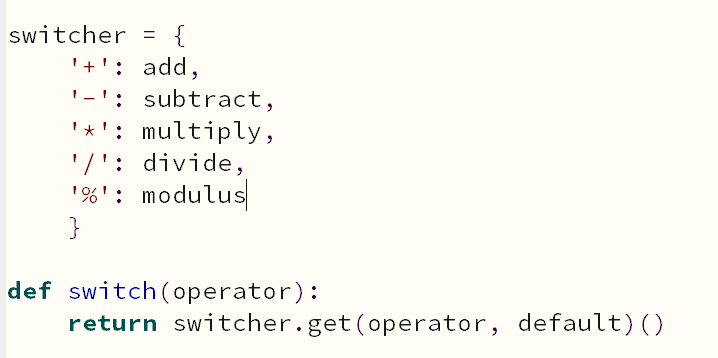 switcher = {
    '+': add,
    '-': subtract,
    '*': multiply,
    '/': divide,
    '%': modulus
    }

def switch(operator):
    return switcher.get(operator, default)()